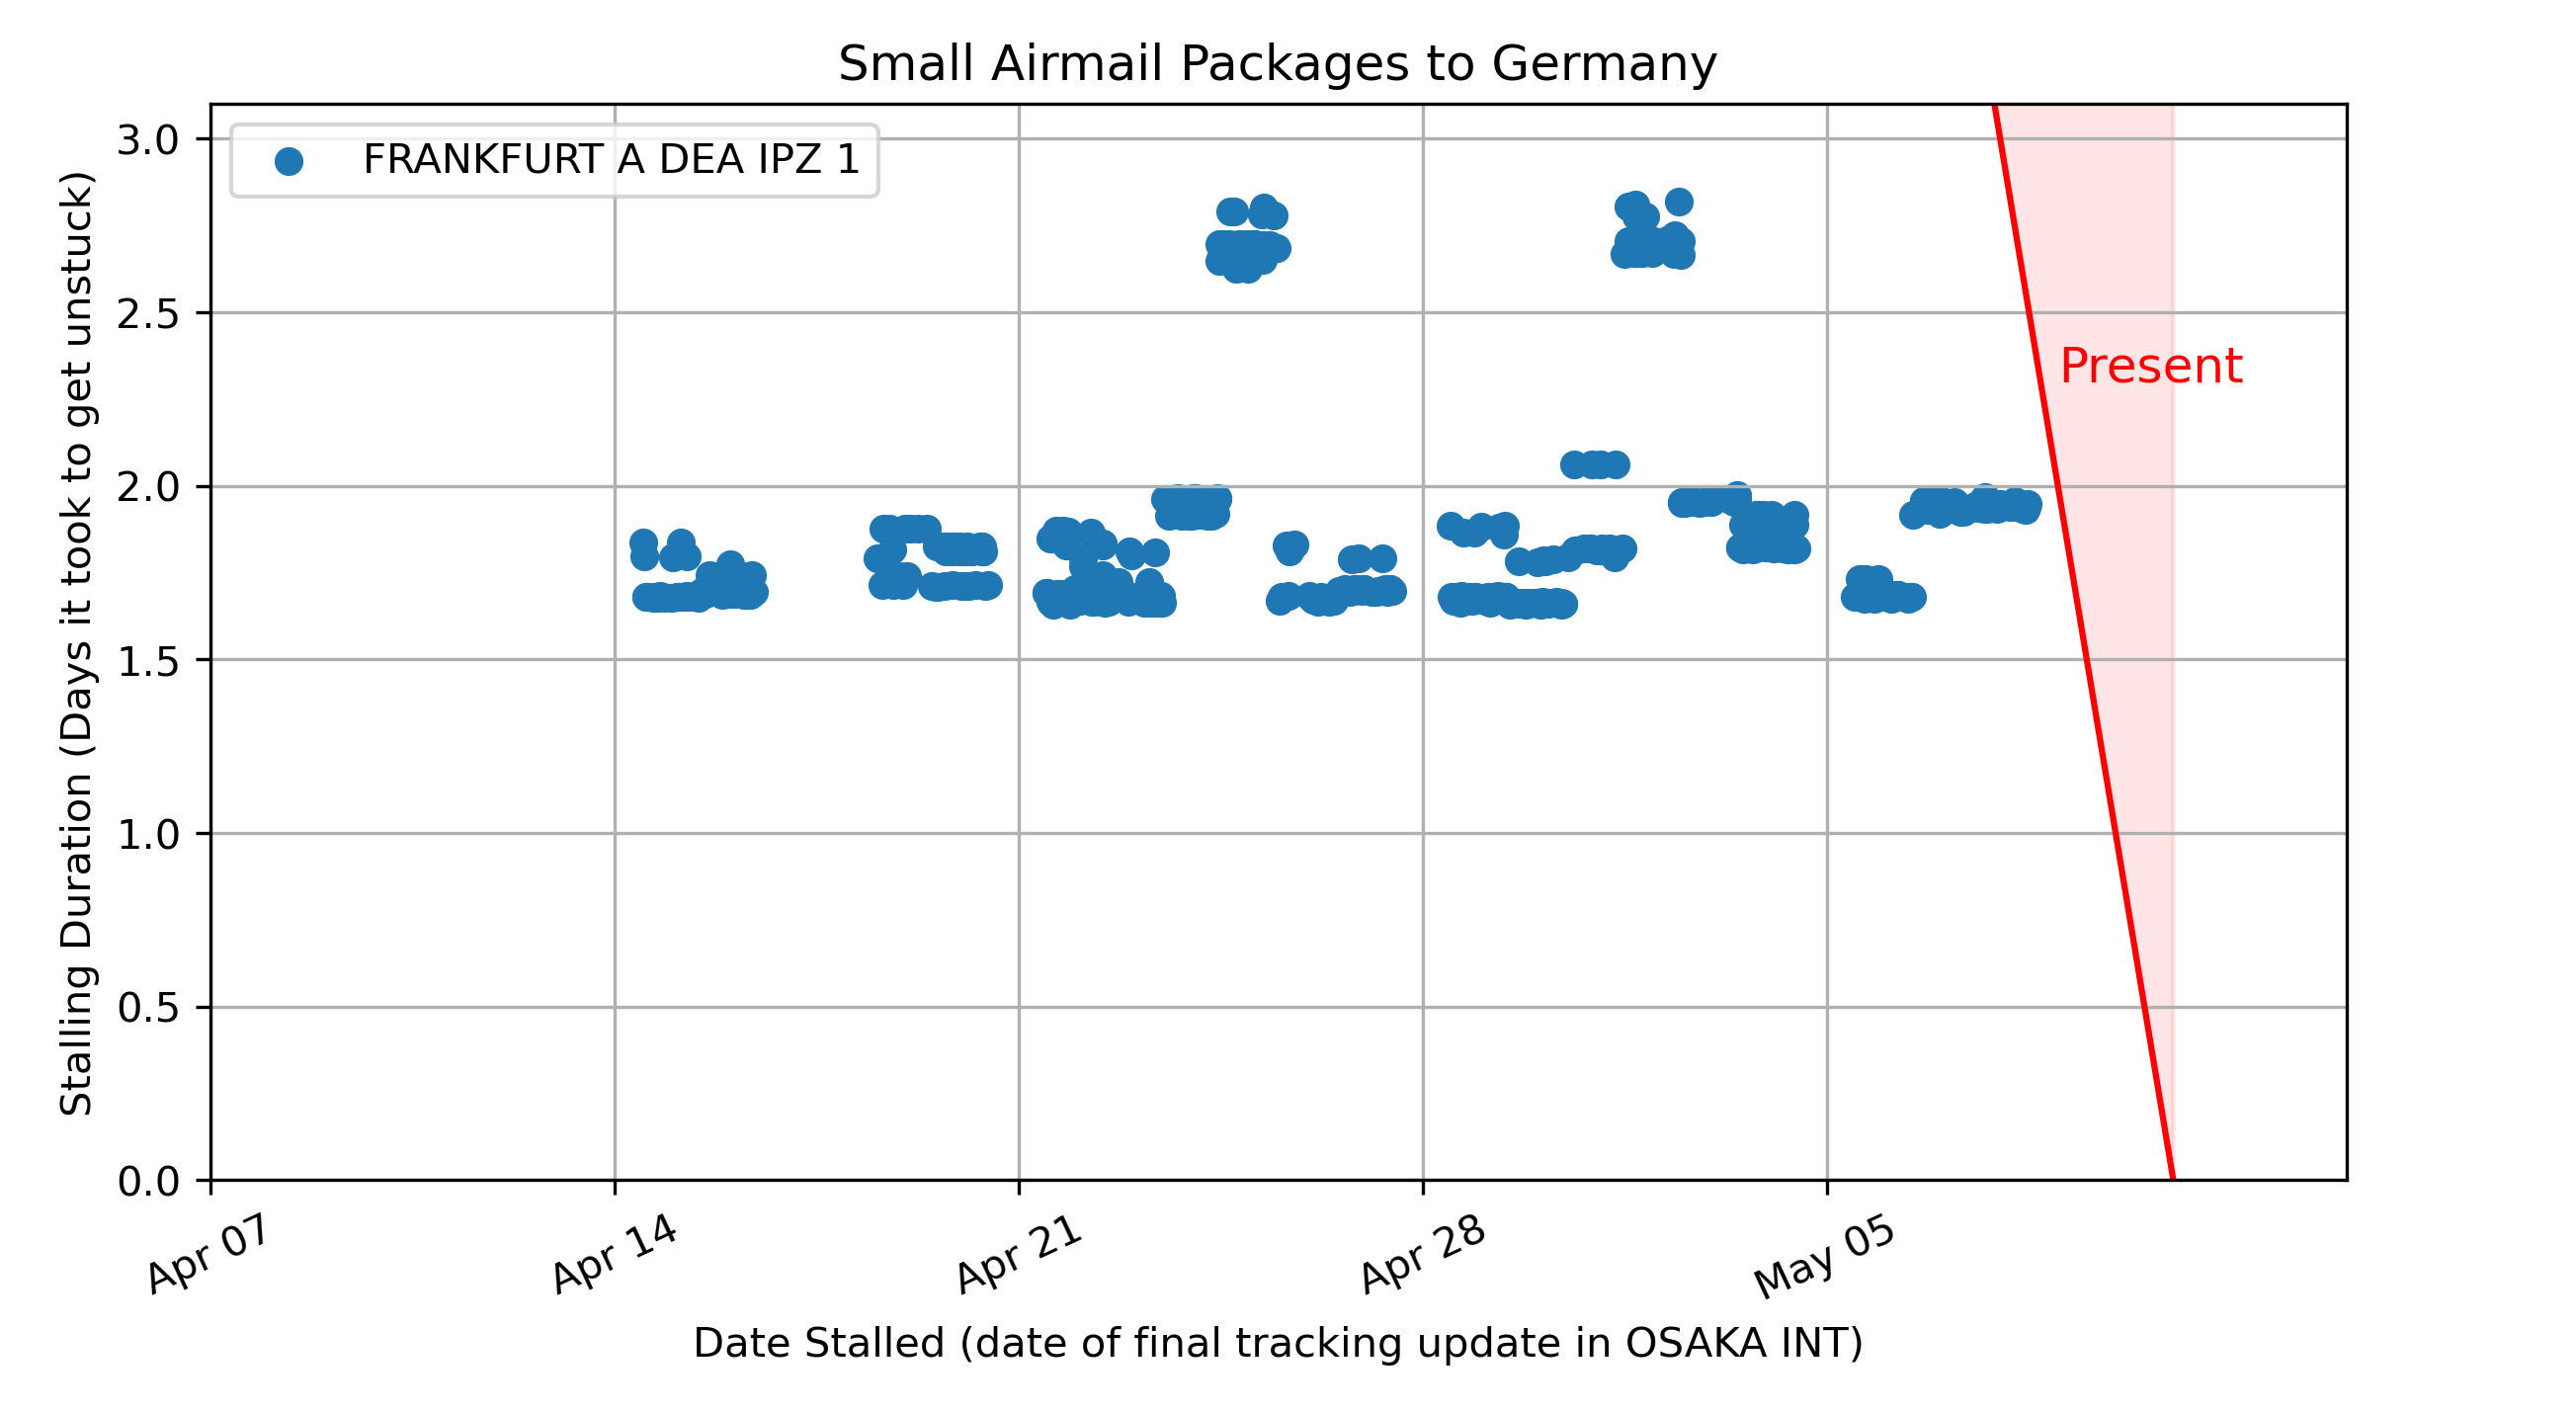 Small Airmail Packages to Germany
FRANKFURT A DEA IPZ 1
Present
Stalling Duration (Days it took to get unstuck)
3.0
2.5
2.0
1.5
1.0
0.5
0.0
Apr 07
Apr 14
Apr 21
Apr 28
May 05
Date Stalled (date of final tracking update in OSAKA INT)